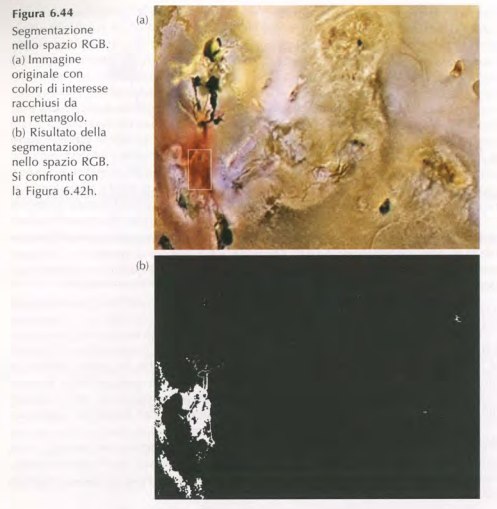 Figura 6.44
Segmentazione
nello spazio RGB.
(a) Immagine
originale con
colori di interesse
racchiusi da
un rettangolo.
(b) Risultato della
segmentazione
nello spazio RGB.
Si confronti con
la Figura 6.42h.
(a)
(b)